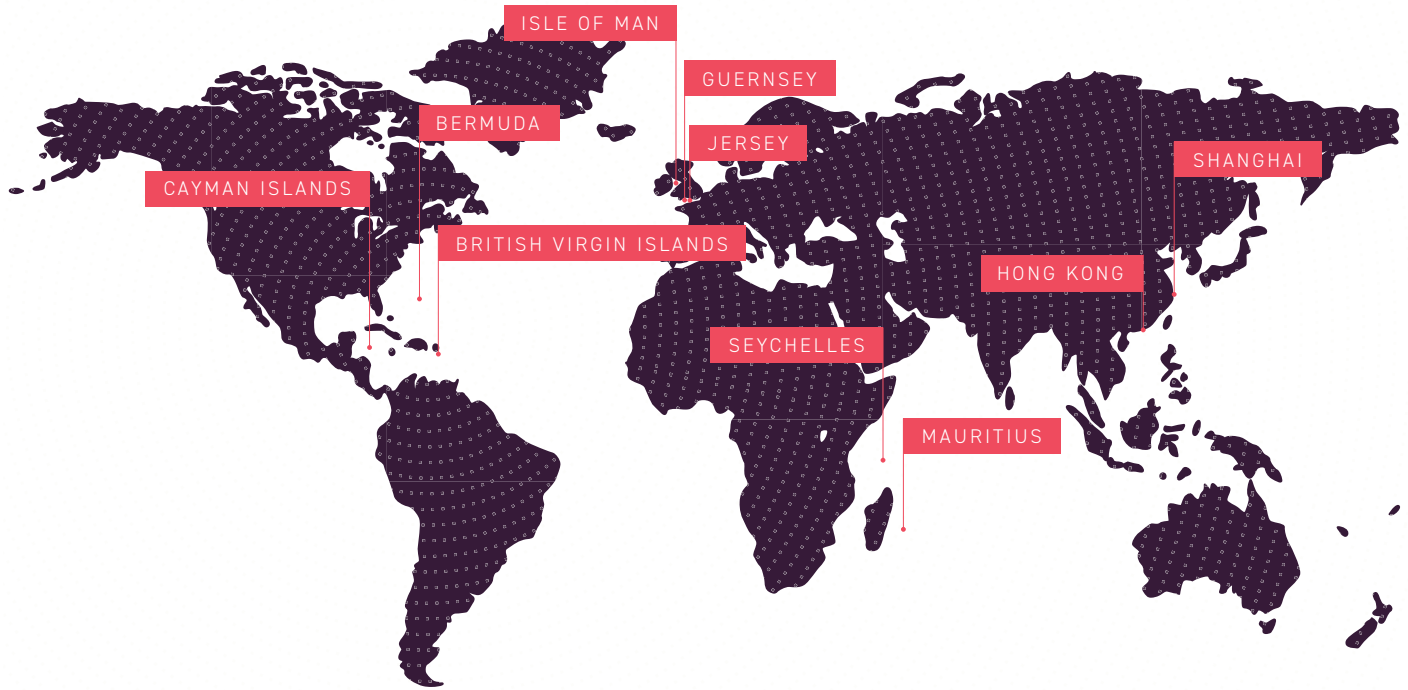 ISLE OF MAN
GUERNSEY
BERMUDA
JERSEY
SHANGHAI
CAYMAN ISLANDS
BRITISH VIRGIN ISLANDS
HONG KONG
SEYCHELLES
MAURITIUS